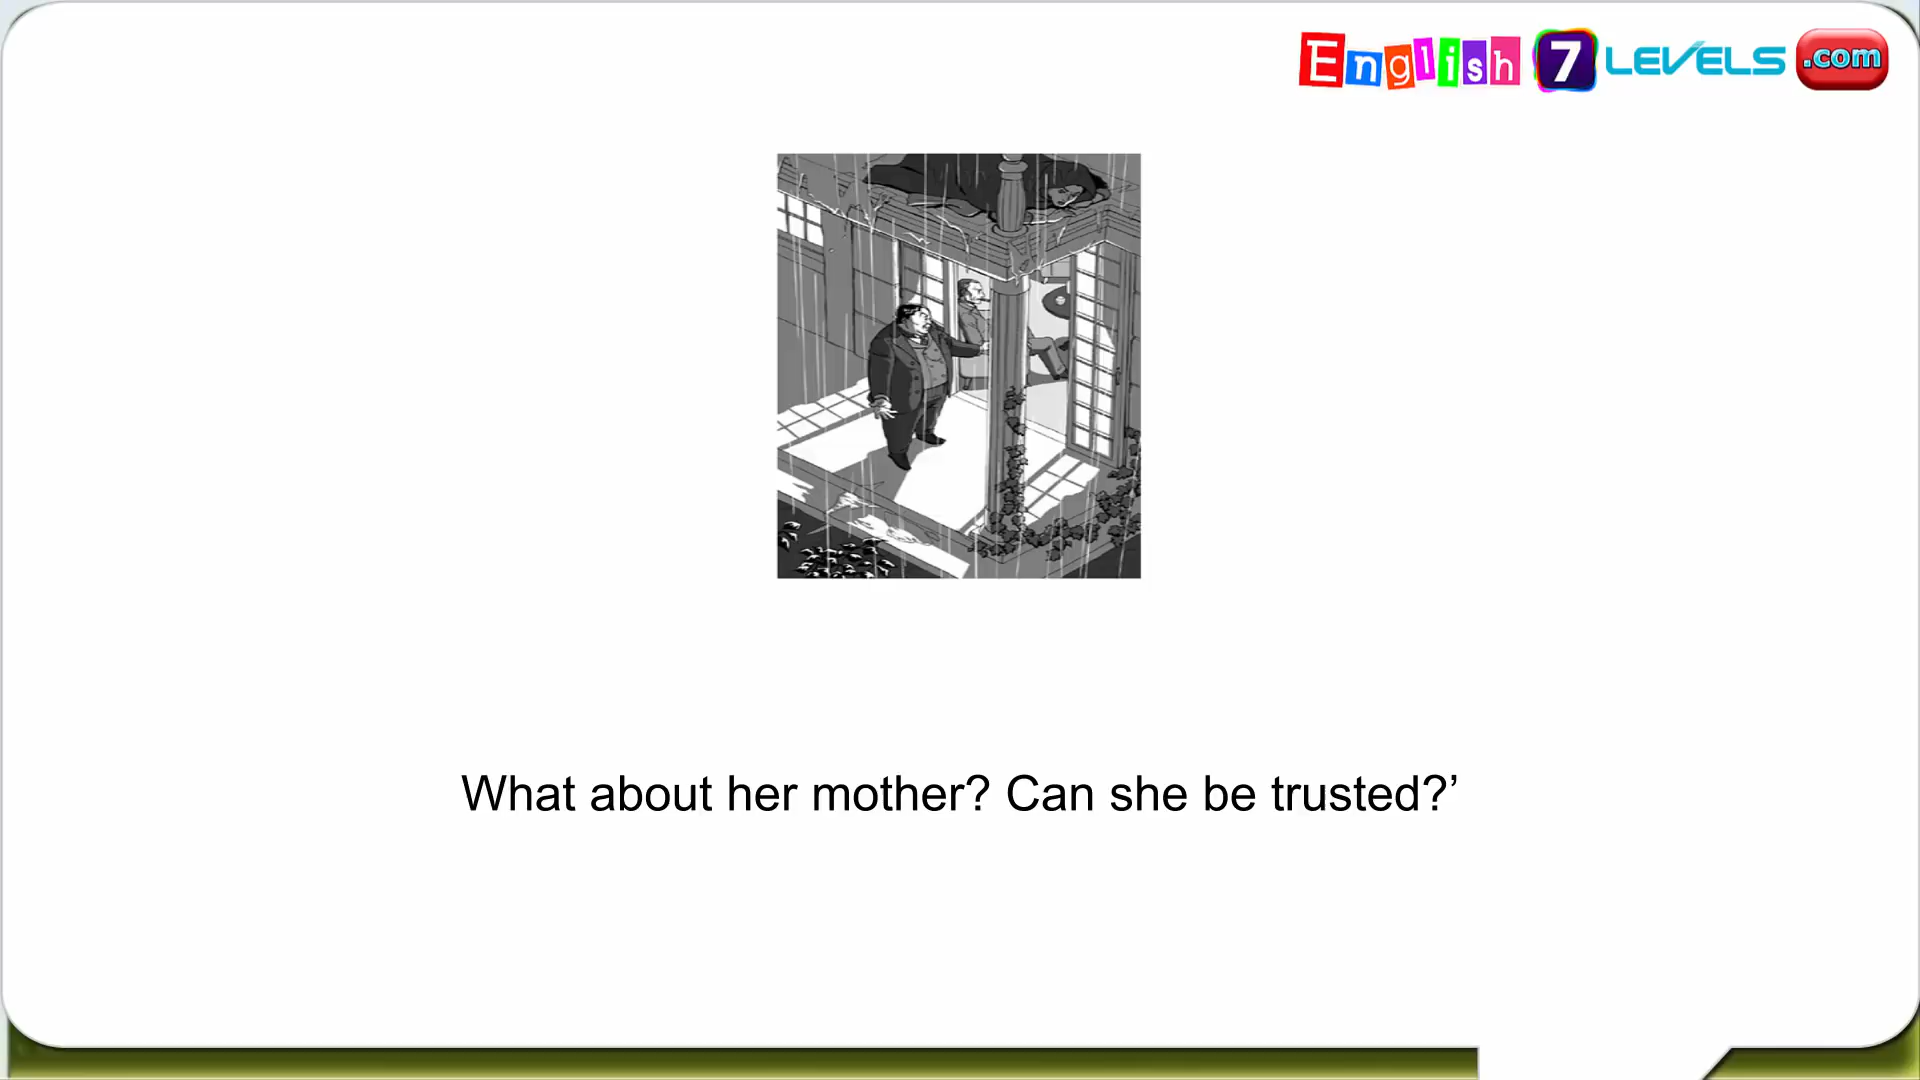 English 7 LEVELS .com
What about her mother? Can she be trusted?’